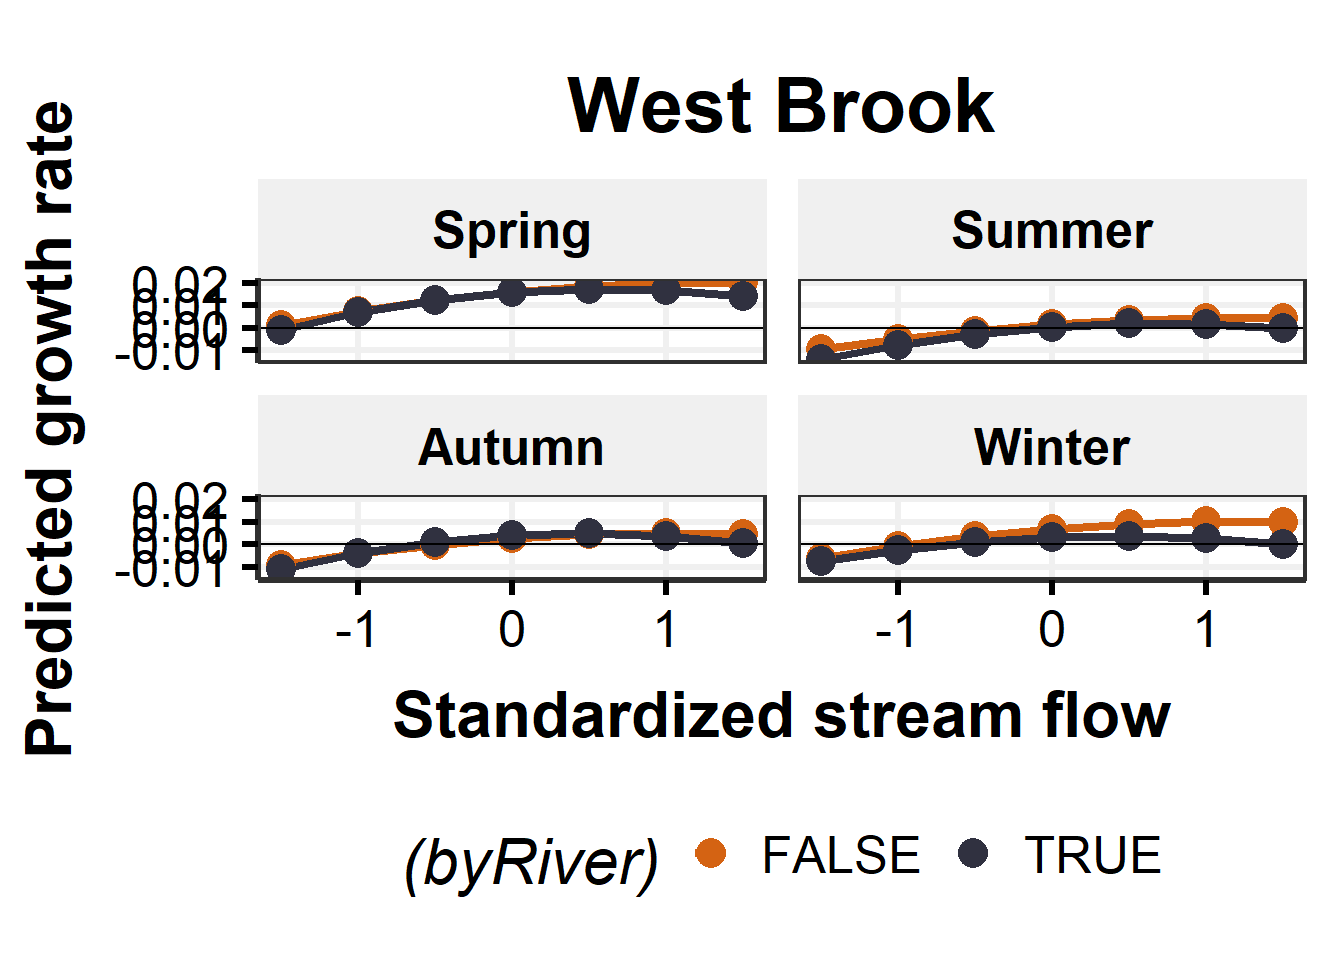 West Brook
Predicted growth rate
Spring
Summer
0.02
0.01
0.00
-0.01
Autumn
Winter
0.02
0.01
0.00
-0.01
-1 0 1
-1 0 1
Standardized stream flow
(byRiver) FALSE TRUE